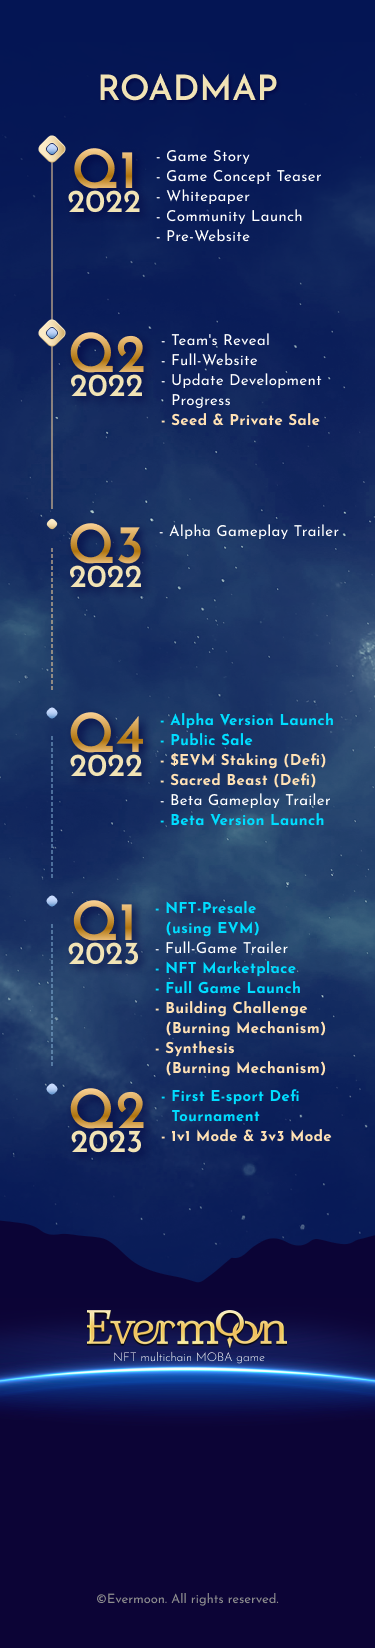 ROADMAP
Q1
2022
- Game Story
- Game Concept Teaser
- Whitepaper
- Community Launch
- Pre-Website
Q2
2022
- Team's Reveal
- Full-Website
- Update Development
Progress
- Seed & Private Sale
Q3
2022
- Alpha Gameplay Trailer
Q4
2022
- Alpha Version Launch
- Public Sale
- $EVM Staking (Defi)
- Sacred Beast (Defi)
- Beta Gameplay Trailer
- Beta Version Launch
Q1
2023
- NFT-Presale
(using EVM)
- Full-Game Trailer
- NFT Marketplace
- Full Game Launch
- Building Challenge
(Burning Mechanism)
- Synthesis
(Burning Mechanism)
Q2
2023
- First E-sport Defi
Tournament
- 1v1 Mode & 3v3 Mode
Evermoon
NFT multichain MOBA game
©Evermoon. All rights reserved.